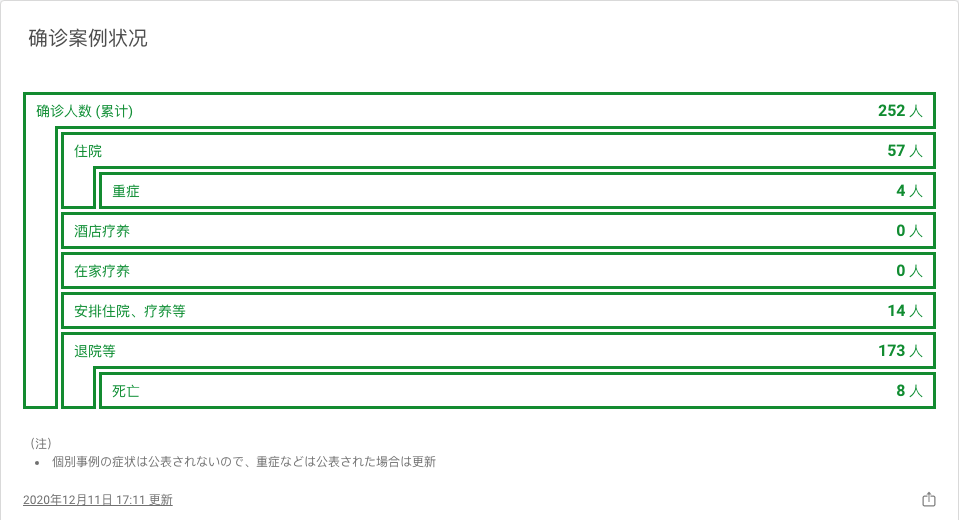 确诊案例状况
确诊人数 (累计) 252 人
住院 57 人
重症 4 人
酒店疗养 0 人
在家疗养 0 人
安排住院、疗养等 14 人
退院等 173 人
死亡 8 人
（注）
• 個別事例の症状は公表されないので、重症などは公表された場合は更新
2020年12月11日 17:11 更新